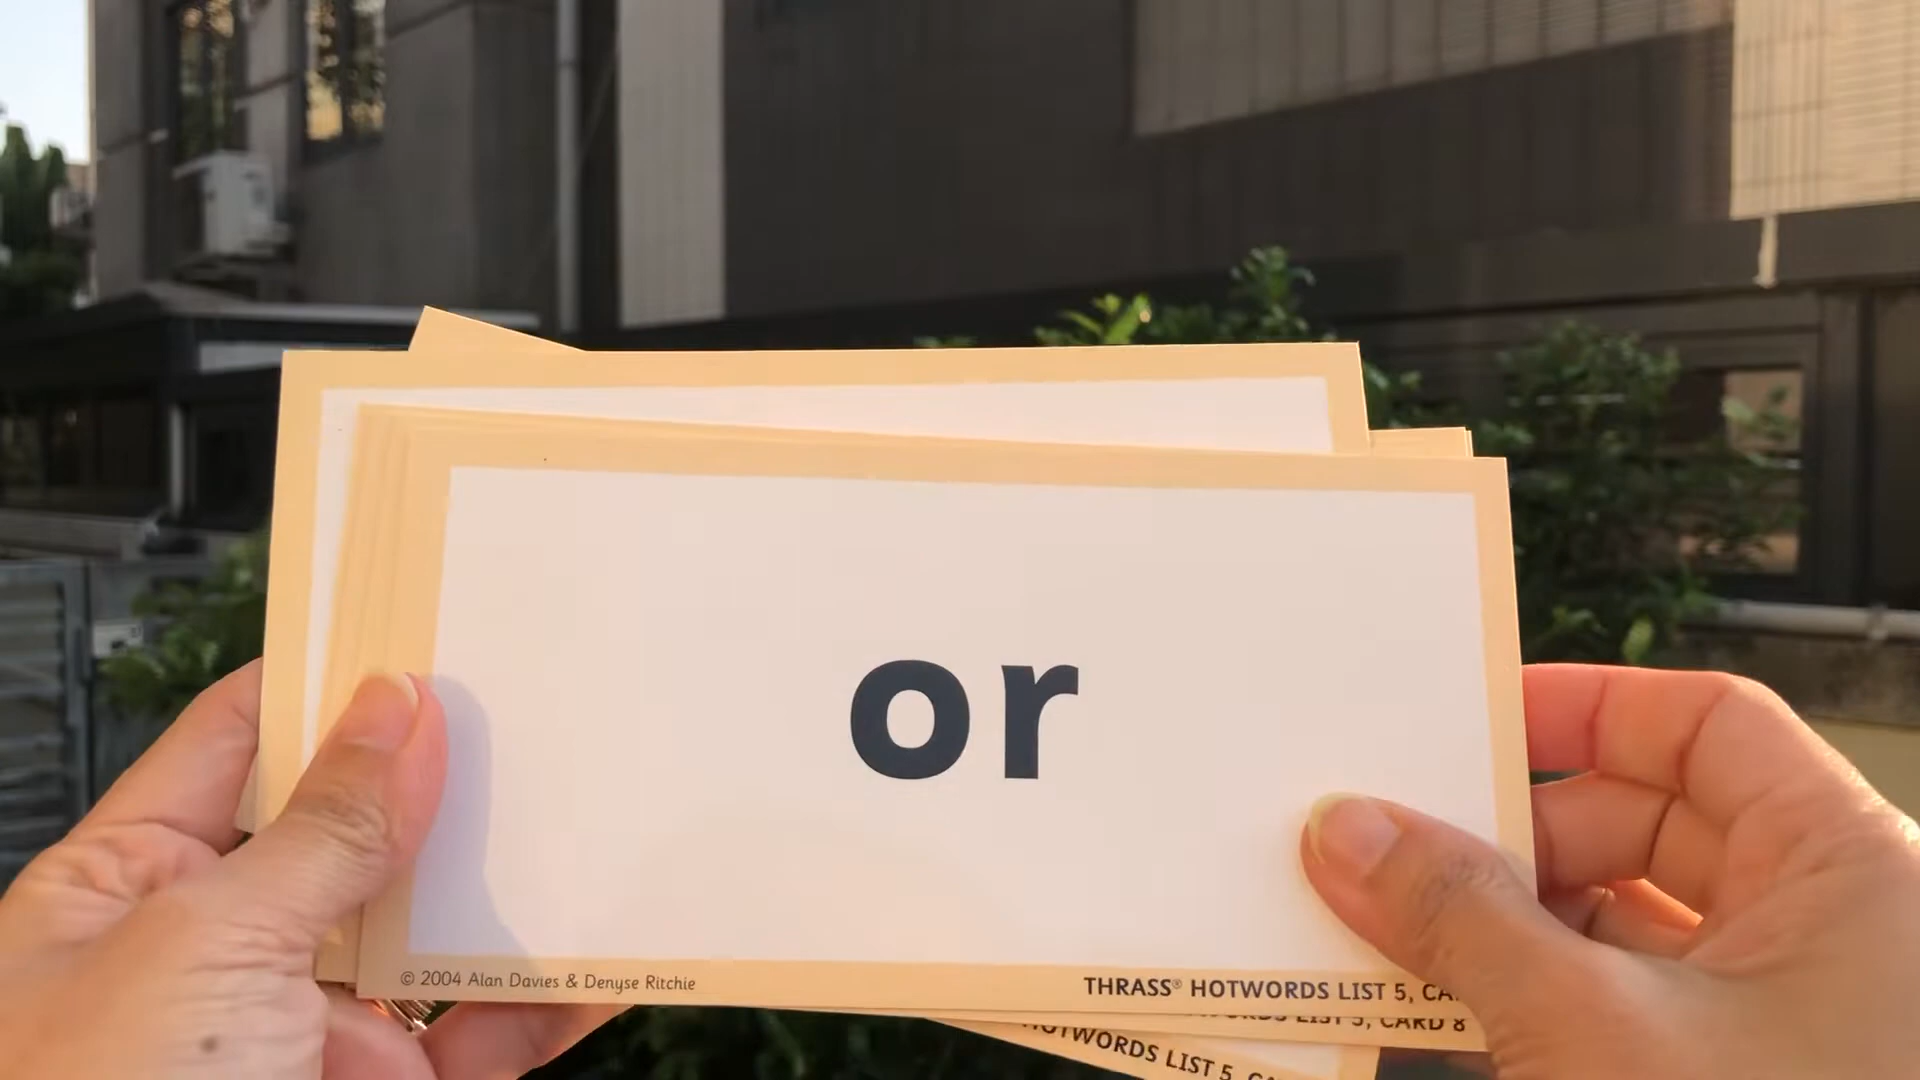 or
© 2004 Alan Davies & Denyse Ritchie
THRASS® HOTWORDS LIST 5,
LIST 5, CARD 8
HOTWORDS LIST 5,